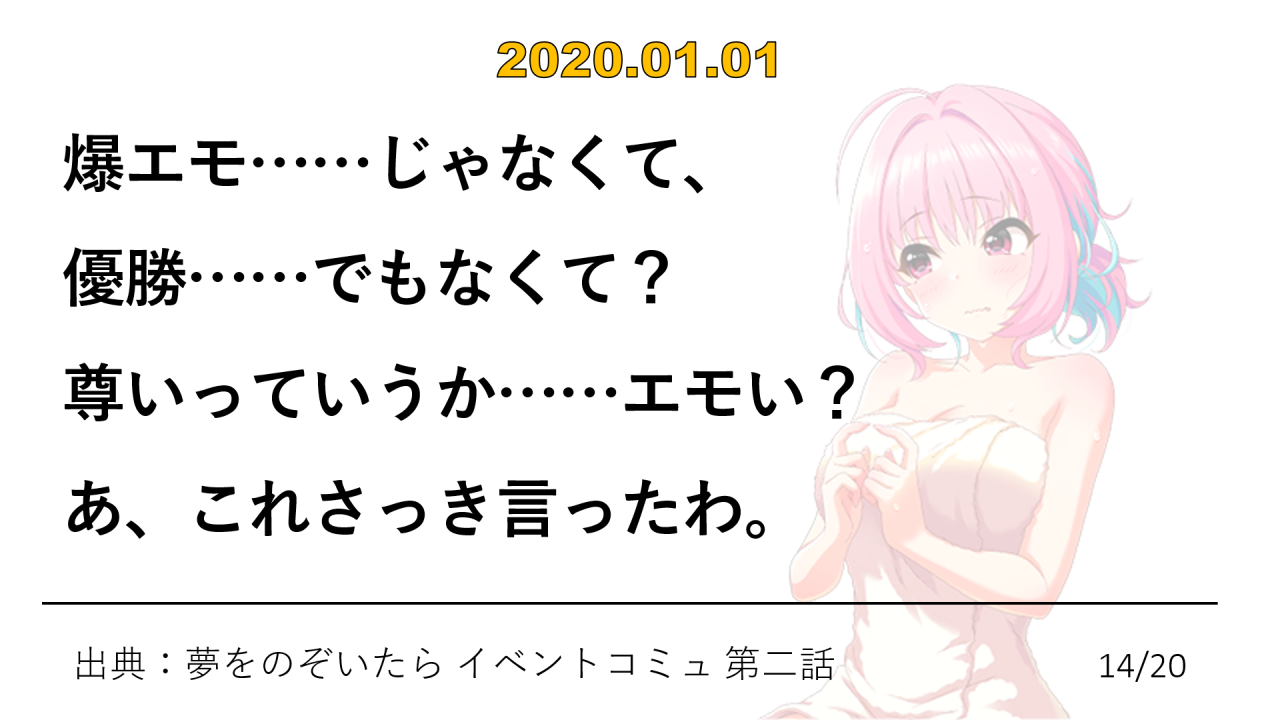 2020.01.01
爆エモ……じゃなくて、
優勝……でもなくて？
尊いっていうか……エモい？
あ、これさっき言ったわ。
出典：夢をのぞいたら イベントコミュ 第二話
14/20